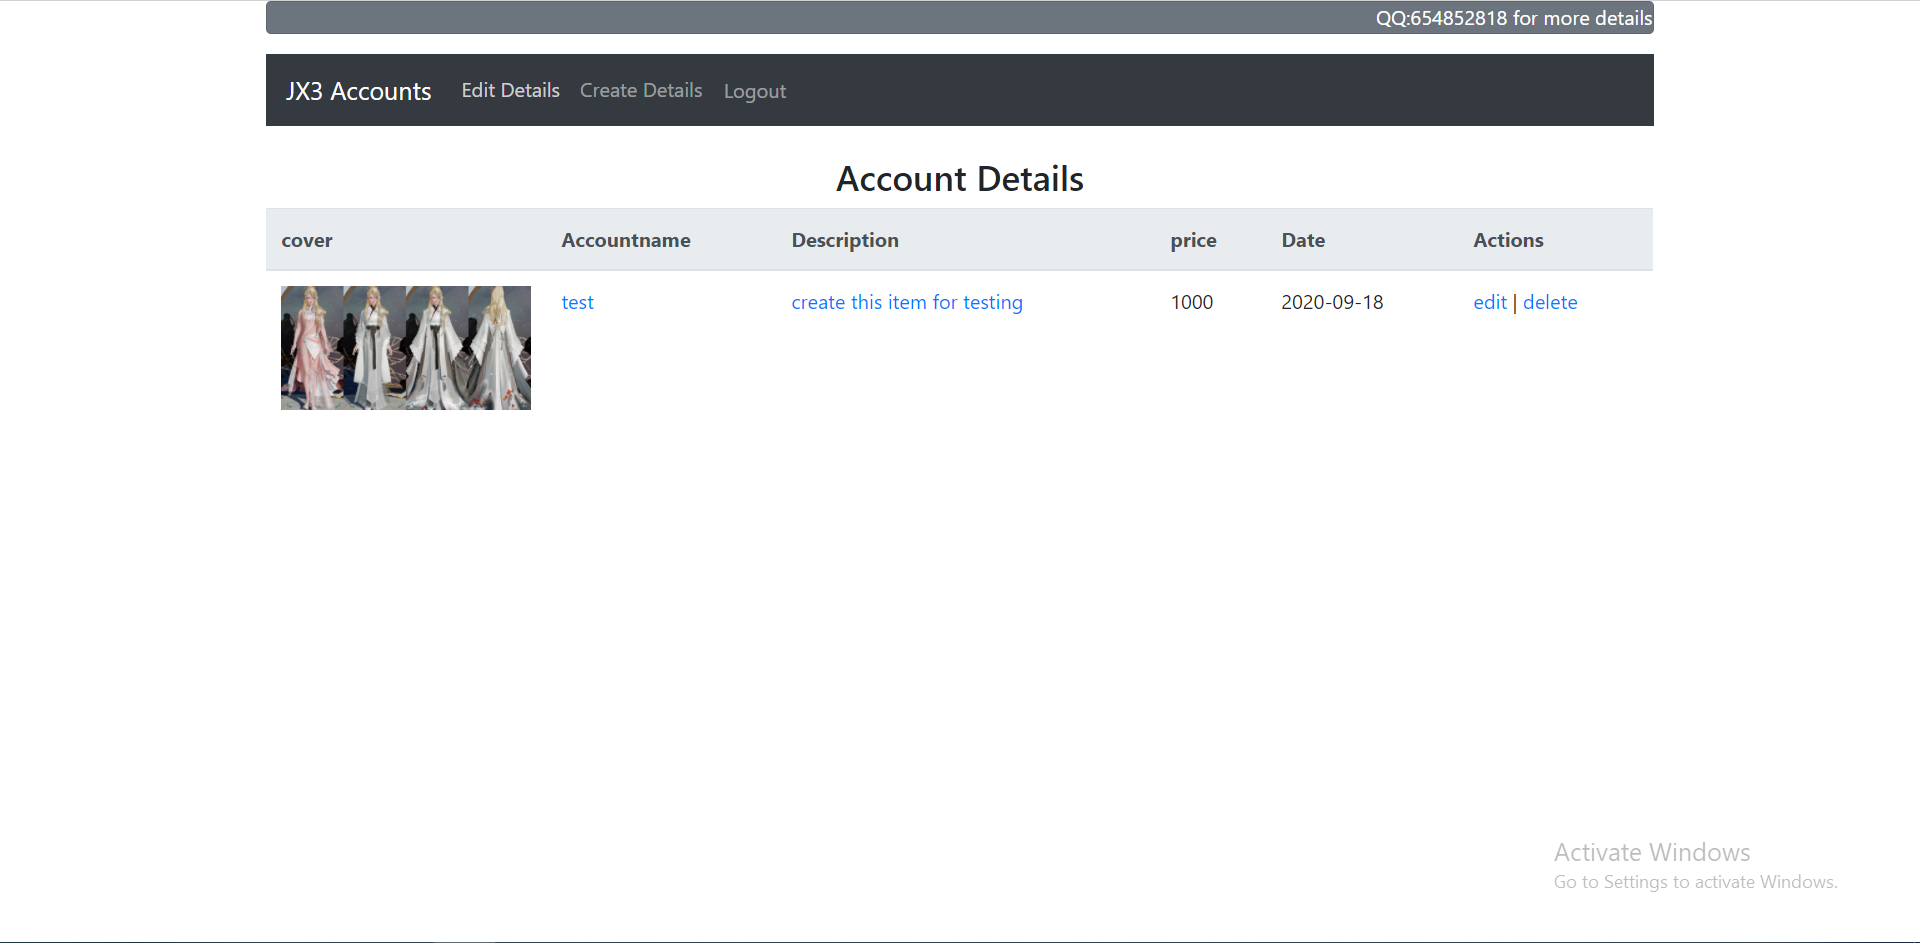 QQ:654852818 for more details
JX3 Accounts Edit Details Create Details Logout
Account Details
cover Accountname Description price Date Actions
test create this item for testing 1000 2020-09-18 edit | delete
Activate Windows
Go to Settings to activate Windows.